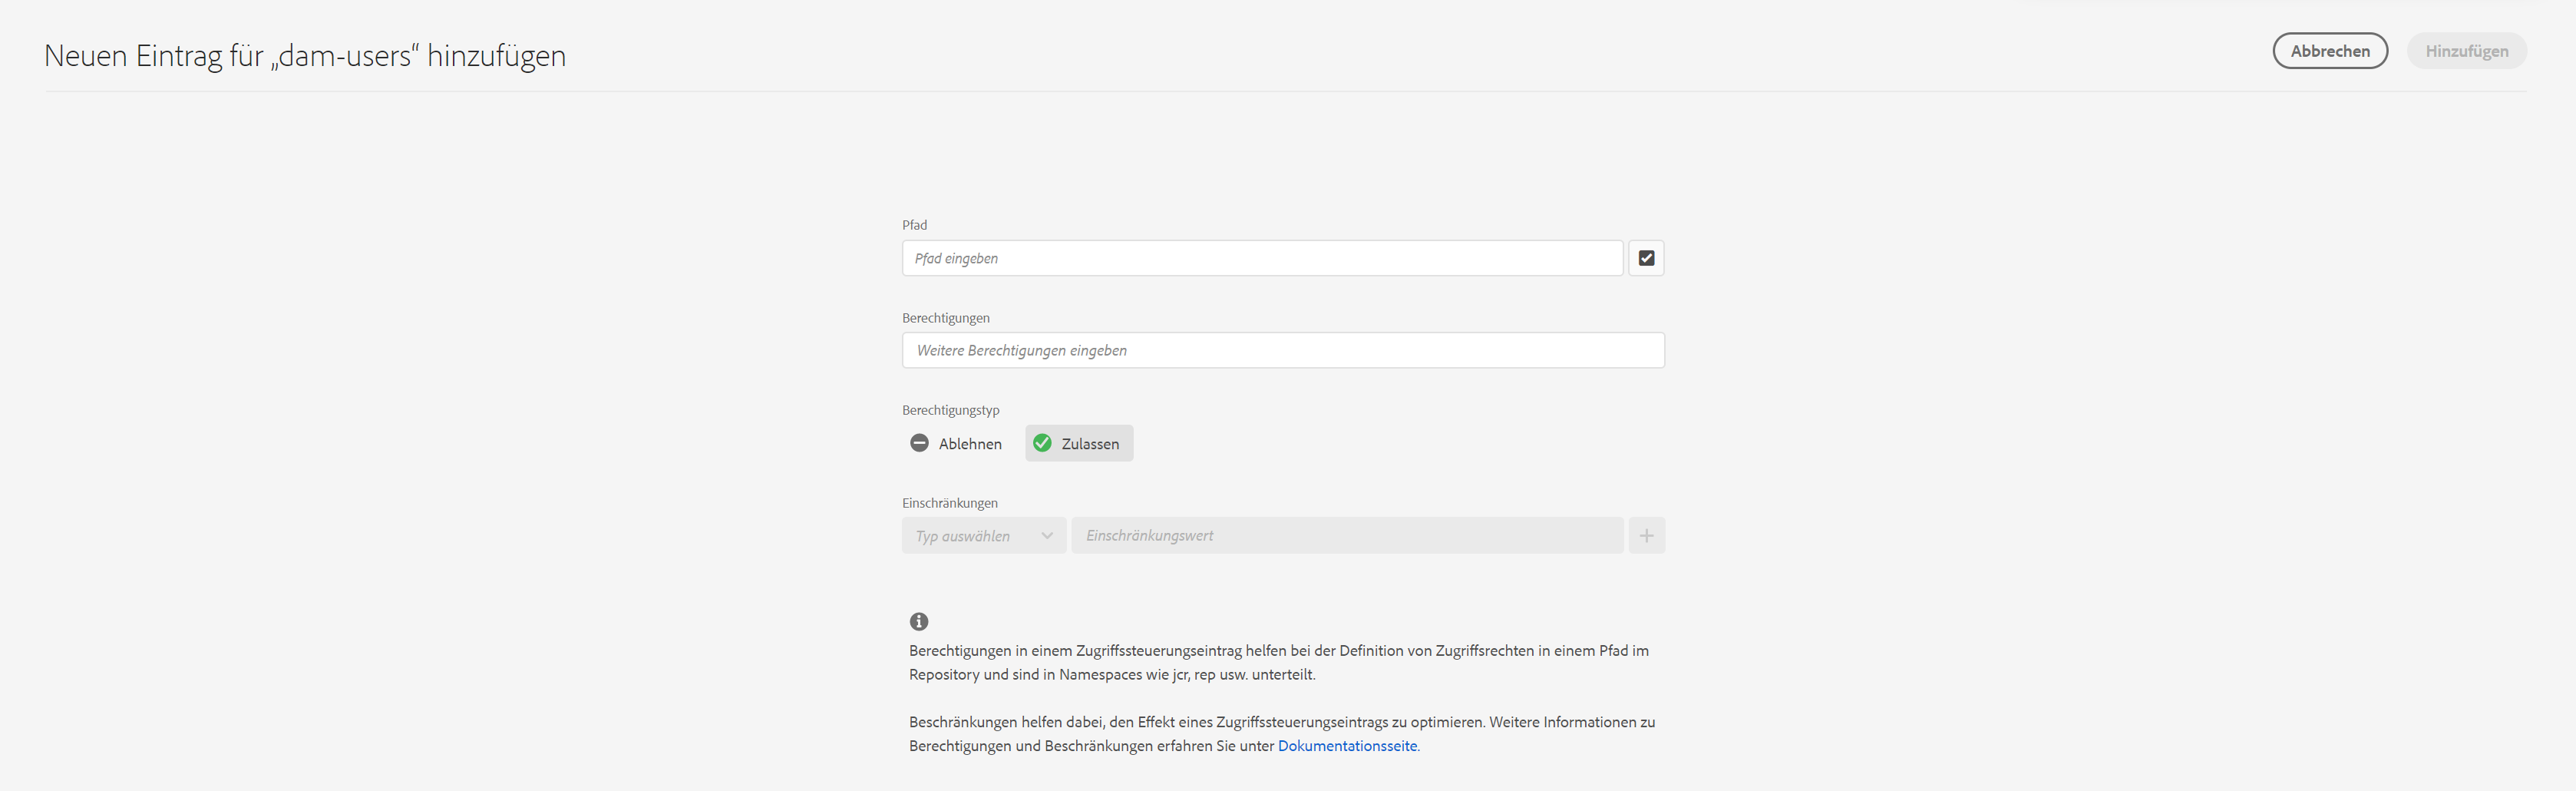 Neuen Eintrag für „dam-users“ hinzufügen
Abbrechen
Hinzufügen
Pfad
Pfad eingeben
Berechtigungen
Weitere Berechtigungen eingeben
Berechtigungstyp
Ablehnen
Zulassen
Einschränkungen
Typ auswählen
Einschränkungswert
Berechtigungen in einem Zugriffssteuerungseintrag helfen bei der Definition von Zugriffsrechten in einem Pfad im
Repository und sind in Namespaces wie jcr, rep usw. unterteilt.
Beschränkungen helfen dabei, den Effekt eines Zugriffssteuerungseintrags zu optimieren. Weitere Informationen zu
Berechtigungen und Beschränkungen erfahren Sie unter Dokumentationsseite.